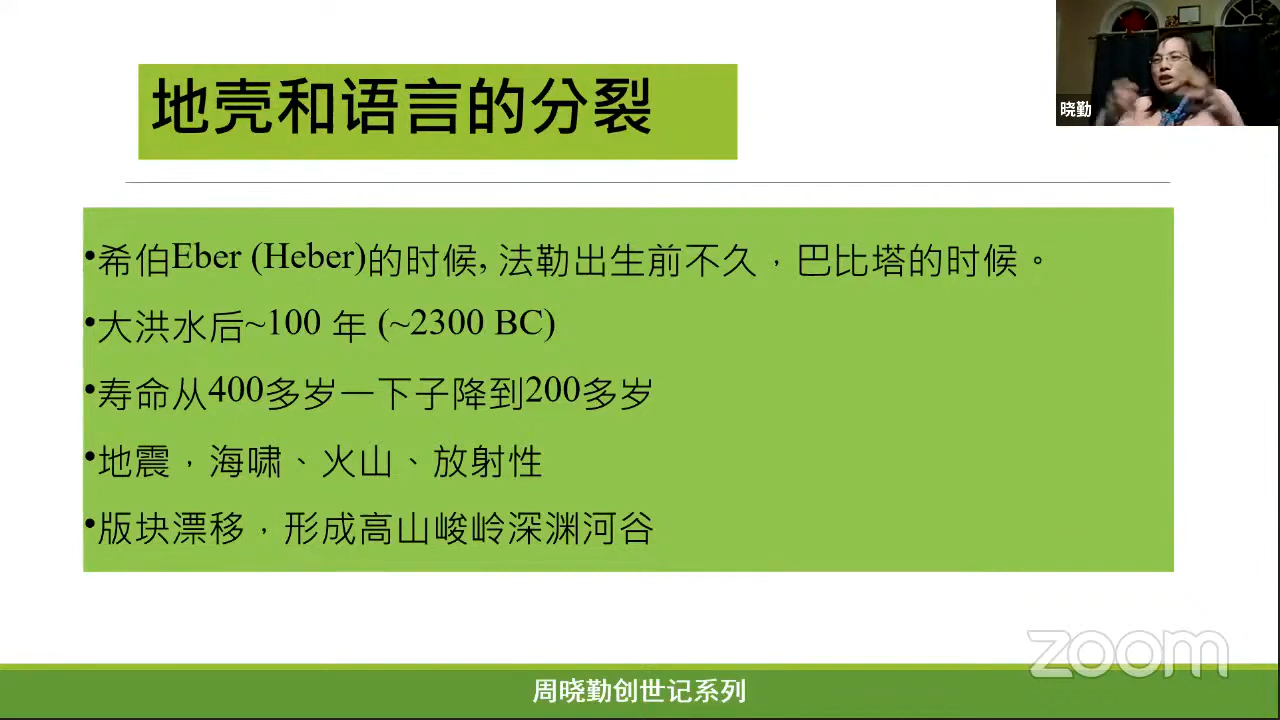 地壳和语言的分裂
晓勤
•希伯Eber (Heber)的时候, 法勒出生前不久，巴比塔的时候。
•大洪水后~100 年 (~2300 BC)
•寿命从400多岁一下子降到200多岁
•地震，海啸、火山、放射性
•版块漂移，形成高山峻岭深渊河谷
zoom
周晓勤创世记系列